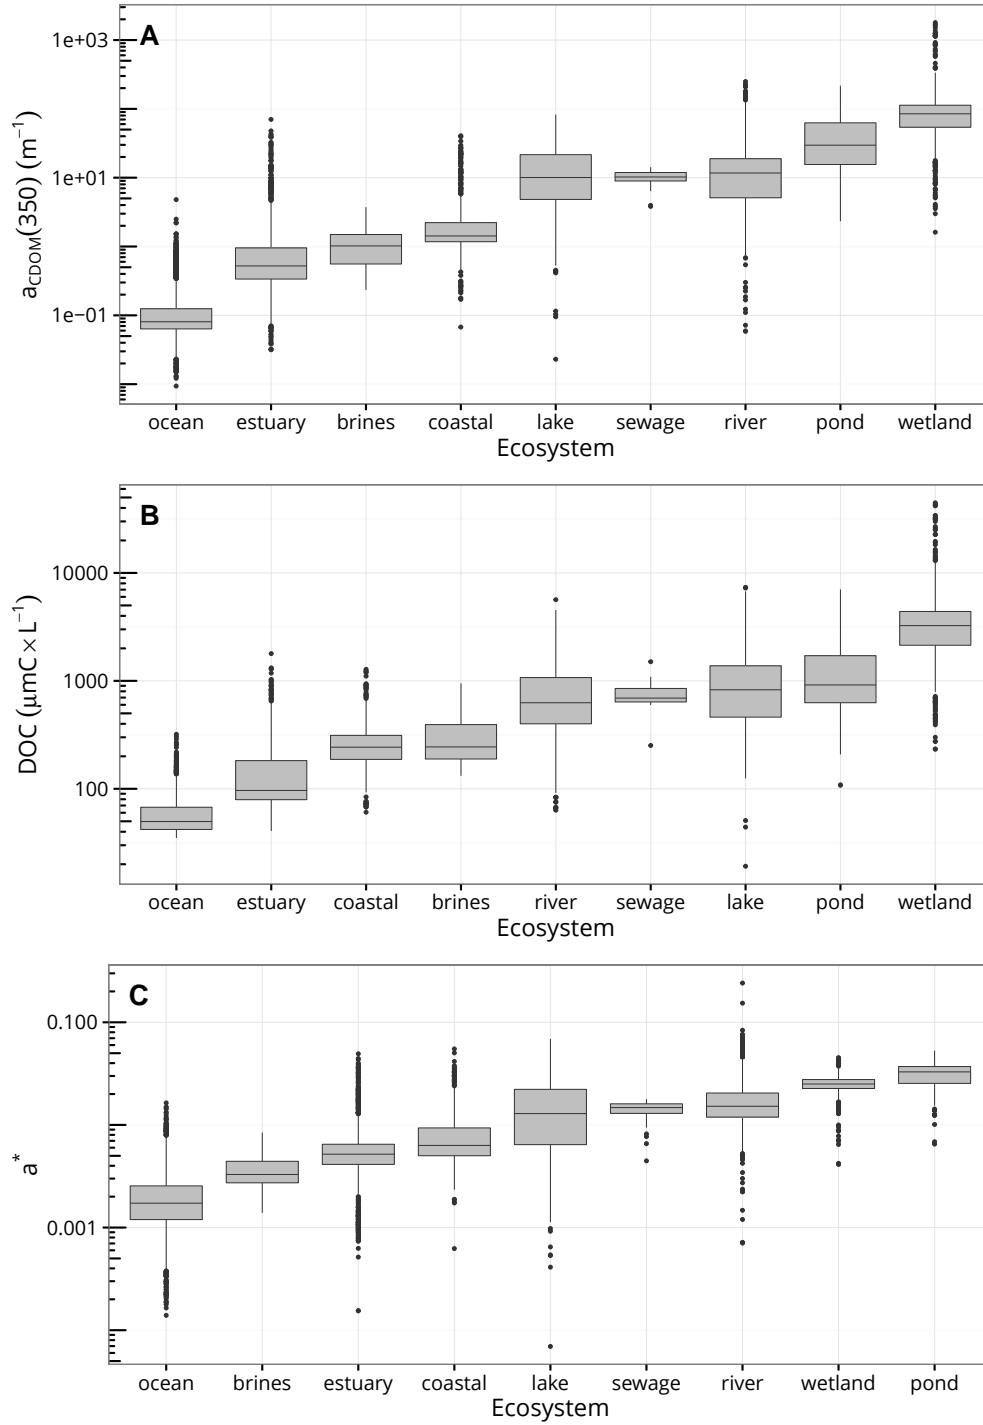 A
1e+03
1e+01
1e−01
aCDOM(350) (m−1)
ocean estuary brines coastal lake sewage river pond wetland
Ecosystem
B
10000
1000
100
DOC (μmC × L−1)
ocean estuary coastal brines river sewage lake pond wetland
Ecosystem
C
0.100
0.001
a*
ocean brines estuary coastal lake sewage river wetland pond
Ecosystem